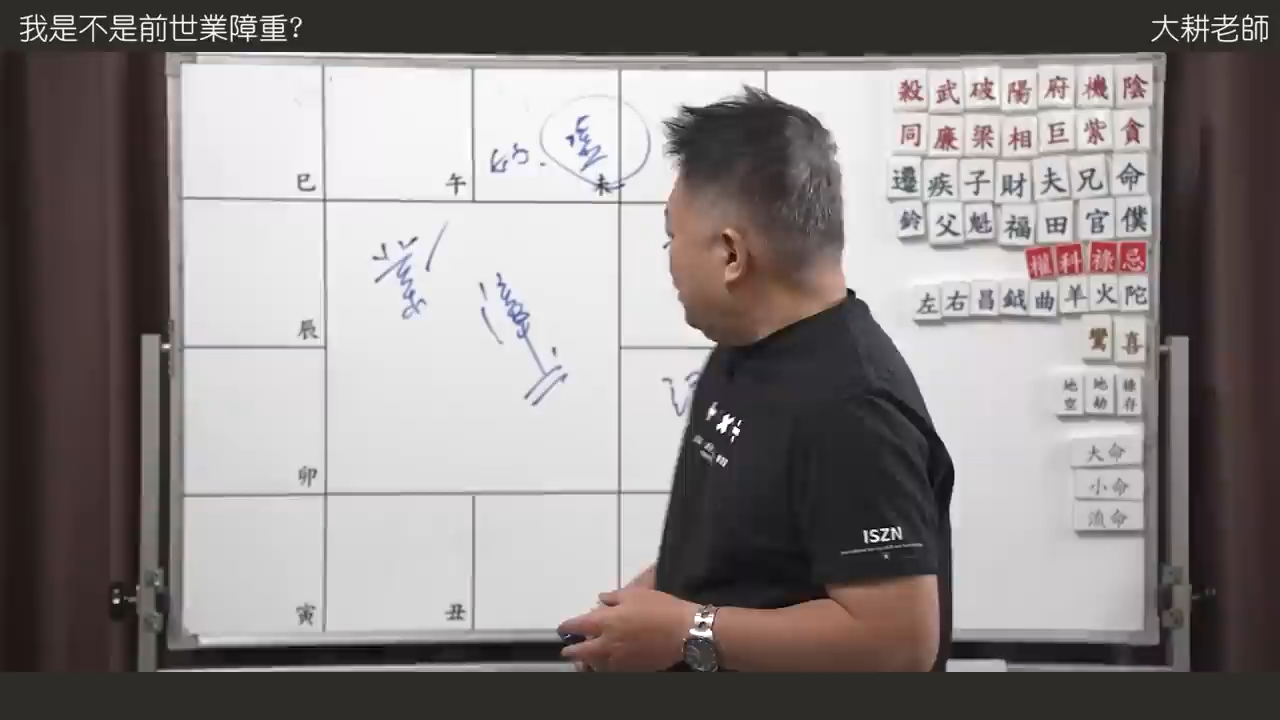 我是不是前世業障重?
大耕老師
殺 武 破 陽 府 機 陰
同 廉 梁 相 巨 紫 貪
遷 疾 子 財 夫 兄 命
鈴 父 魁 福 田 官 僕
權 科 祿 忌
左 右 昌 鉞 曲 羊 火 陀
鸞 喜
地空 地劫 祿存
大命
小命
流命
巳
午
未
辰
業障
卯
寅
丑
ISZN